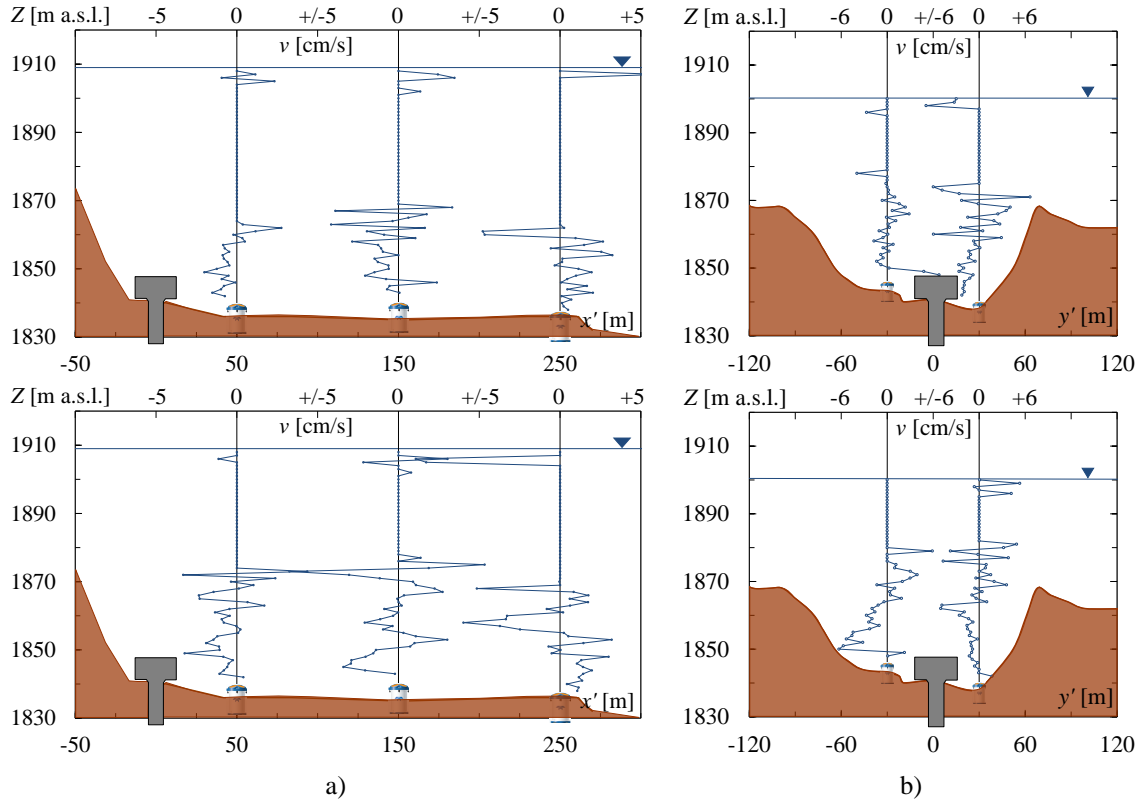 Z [m a.s.l.] -5 0 +/-5 0 +/-5 0 +5
v [cm/s]
1910
1890
1870
1850
1830
x′ [m]
-50 50 150 250
Z [m a.s.l.] -6 0 +/-6 0 +6
v [cm/s]
1910
1890
1870
1850
1830
y′ [m]
-120 -60 0 60 120
Z [m a.s.l.] -5 0 +/-5 0 +/-5 0 +5
v [cm/s]
1910
1890
1870
1850
1830
x′ [m]
-50 50 150 250
a)
Z [m a.s.l.] -6 0 +/-6 0 +6
v [cm/s]
1910
1890
1870
1850
1830
y′ [m]
-120 -60 0 60 120
b)